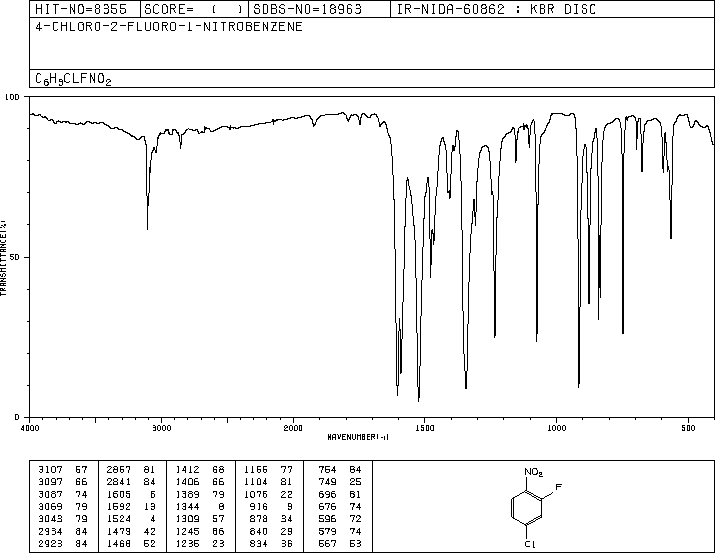 HIT-NO=8355 SCORE= ( ) SDBS-NO=18963 IR-NIDA-60862 : KBR DISC
4-CHLORO-2-FLUORO-1-NITROBENZENE
C₆H₃CLFNO₂
100
50
0
TRANSMITTANCE(%)
4000 3000 2000 1500 1000 500
WAVENUMBER(-1)
3107 57 2867 81 1412 68 1155 77 754 84
3097 66 2841 84 1406 66 1104 81 749 25
3087 74 1605 6 1389 79 1075 22 696 81
3069 79 1592 13 1344 8 916 9 676 74
3043 79 1524 4 1309 57 878 34 596 72
2934 84 1479 42 1245 66 840 29 579 74
2923 84 1468 52 1235 23 834 36 567 53
NO₂
F
Cl